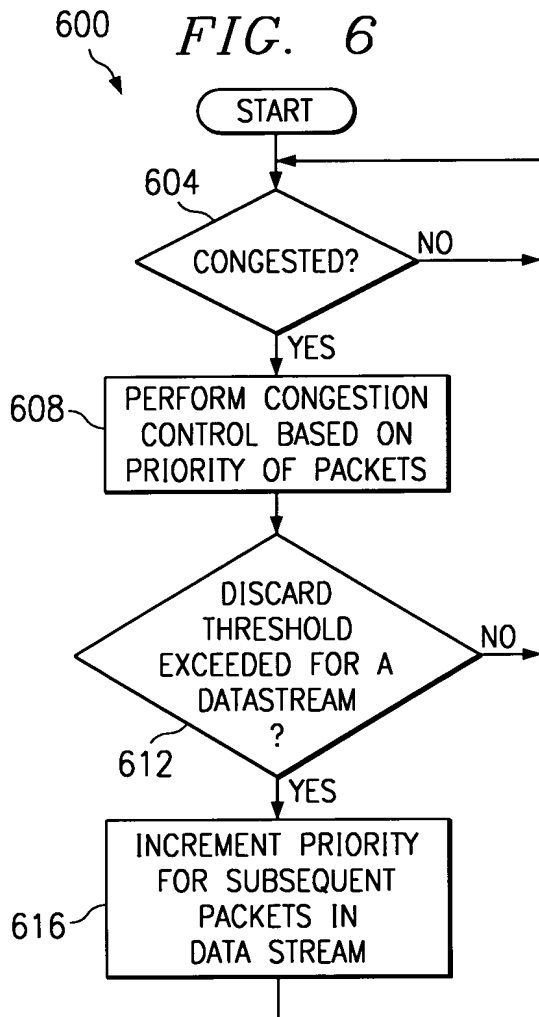 600
FIG. 6
START
604
CONGESTED?
NO
YES
608
PERFORM CONGESTION
CONTROL BASED ON
PRIORITY OF PACKETS
DISCARD
THRESHOLD
EXCEEDED FOR A
DATASTREAM
?
NO
612
YES
616
INCREMENT PRIORITY
FOR SUBSEQUENT
PACKETS IN
DATA STREAM